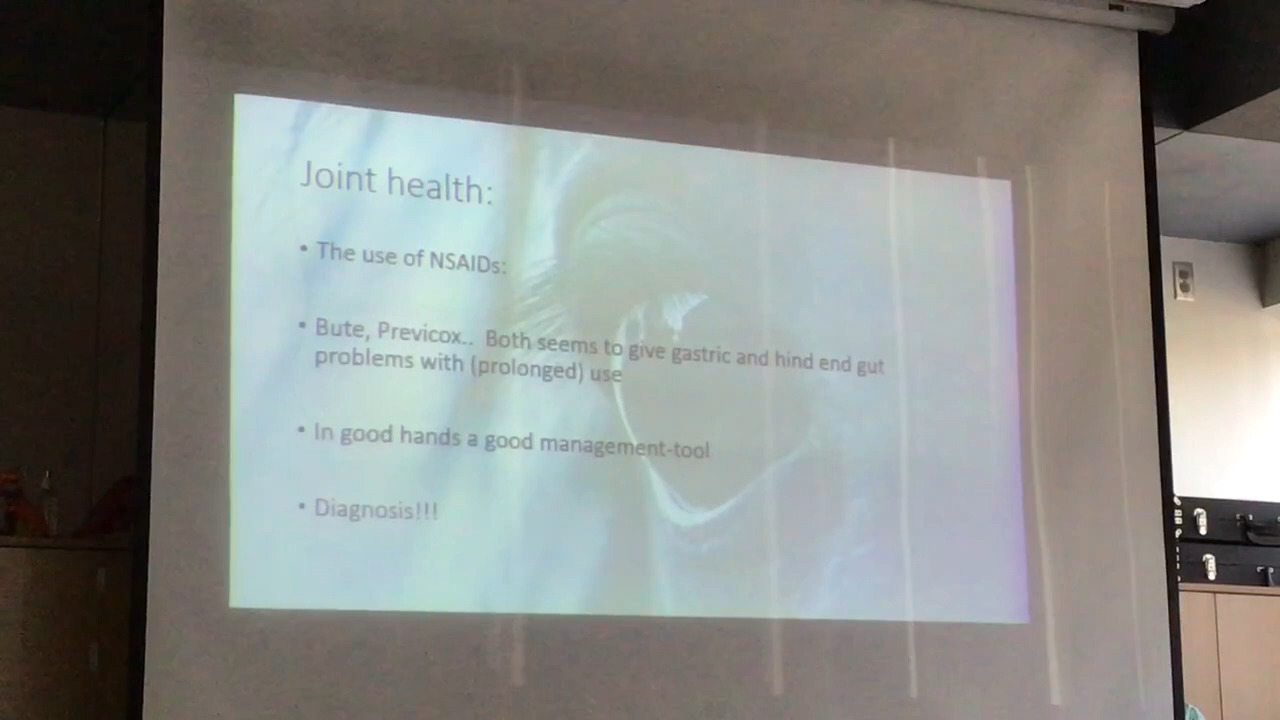 Joint health:
• The use of NSAIDs:
• Bute, Previcox.. Both seems to give gastric and hind end gut
problems with (prolonged) use
• In good hands a good management-tool
• Diagnosis!!!